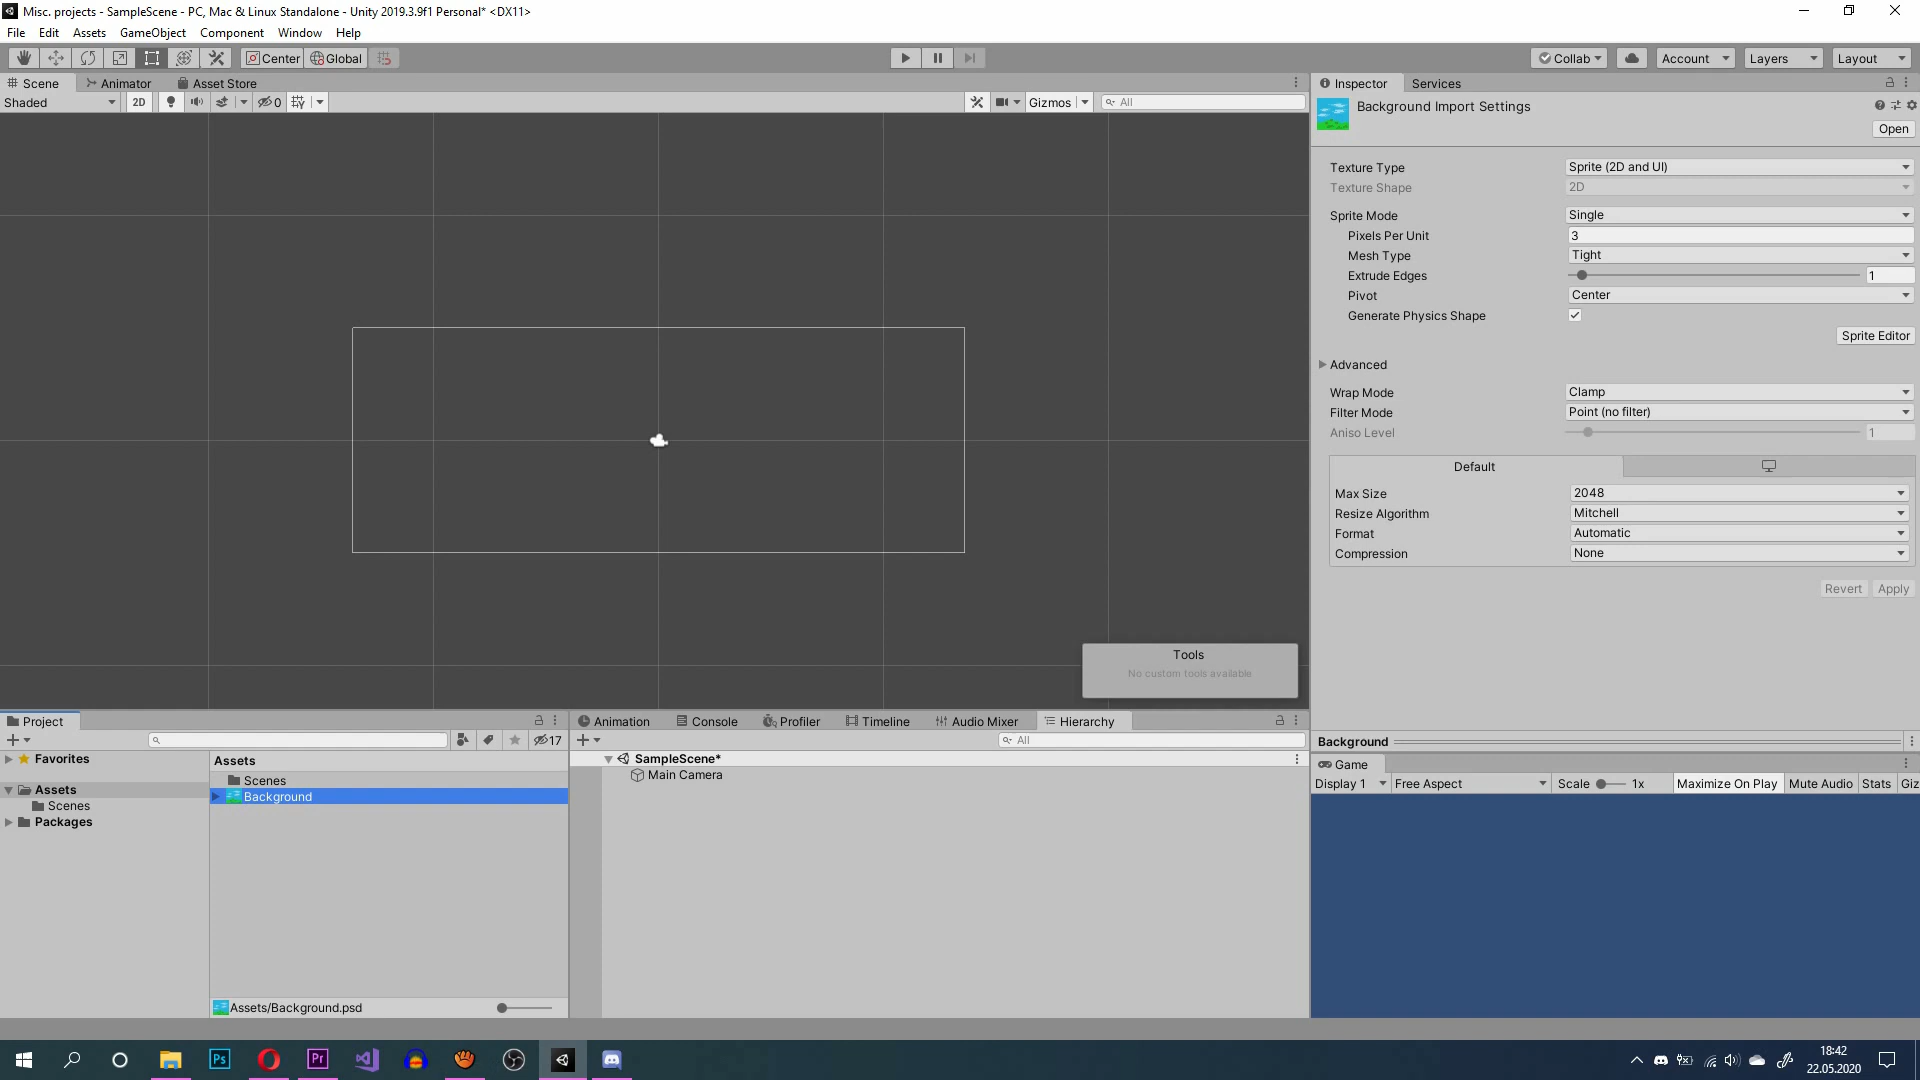 Misc. projects - SampleScene - PC, Mac & Linux Standalone - Unity 2019.3.9f1 Personal* <DX11>
File Edit Assets GameObject Component Window Help
Center Global Collab Account Layers Layout
Scene Animator Asset Store
Shaded 2D 0 Gizmos All
Inspector Services
Background Import Settings
Open
Texture Type Sprite (2D and UI)
Texture Shape 2D
Sprite Mode Single
Pixels Per Unit 3
Mesh Type Tight
Extrude Edges 1
Pivot Center
Generate Physics Shape
Sprite Editor
Advanced
Wrap Mode Clamp
Filter Mode Point (no filter)
Aniso Level 1
Default
Max Size 2048
Resize Algorithm Mitchell
Format Automatic
Compression None
Revert Apply
Tools
No custom tools available
Project
17
Favorites
Assets
Scenes
Packages
Assets
Scenes
Background
Assets/Background.psd
Animation Console Profiler Timeline Audio Mixer Hierarchy
All
SampleScene*
Main Camera
Background
Game
Display 1 Free Aspect Scale 1x Maximize On Play Mute Audio Stats Giz
Ps Pr
18:42
22.05.2020